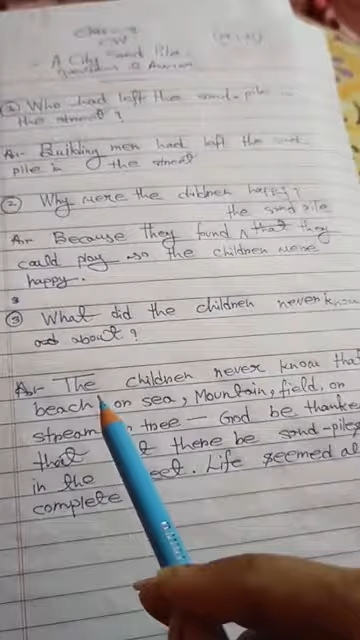 A City Sand Pile
Question & Answer
① Who had left the sand-pile in
the street?
Ans- Building men had left the sand
pile in the street
② Why were the children happy?
the sand pile
Ans- Because they found ^ that they
could play so the children were
happy.
③ What did the children never know
about?
Ans- The children never know that
beach or sea, Mountain, field, or
stream tree — God be thanked
that there be sand-piles
in the Life seemed al
complete